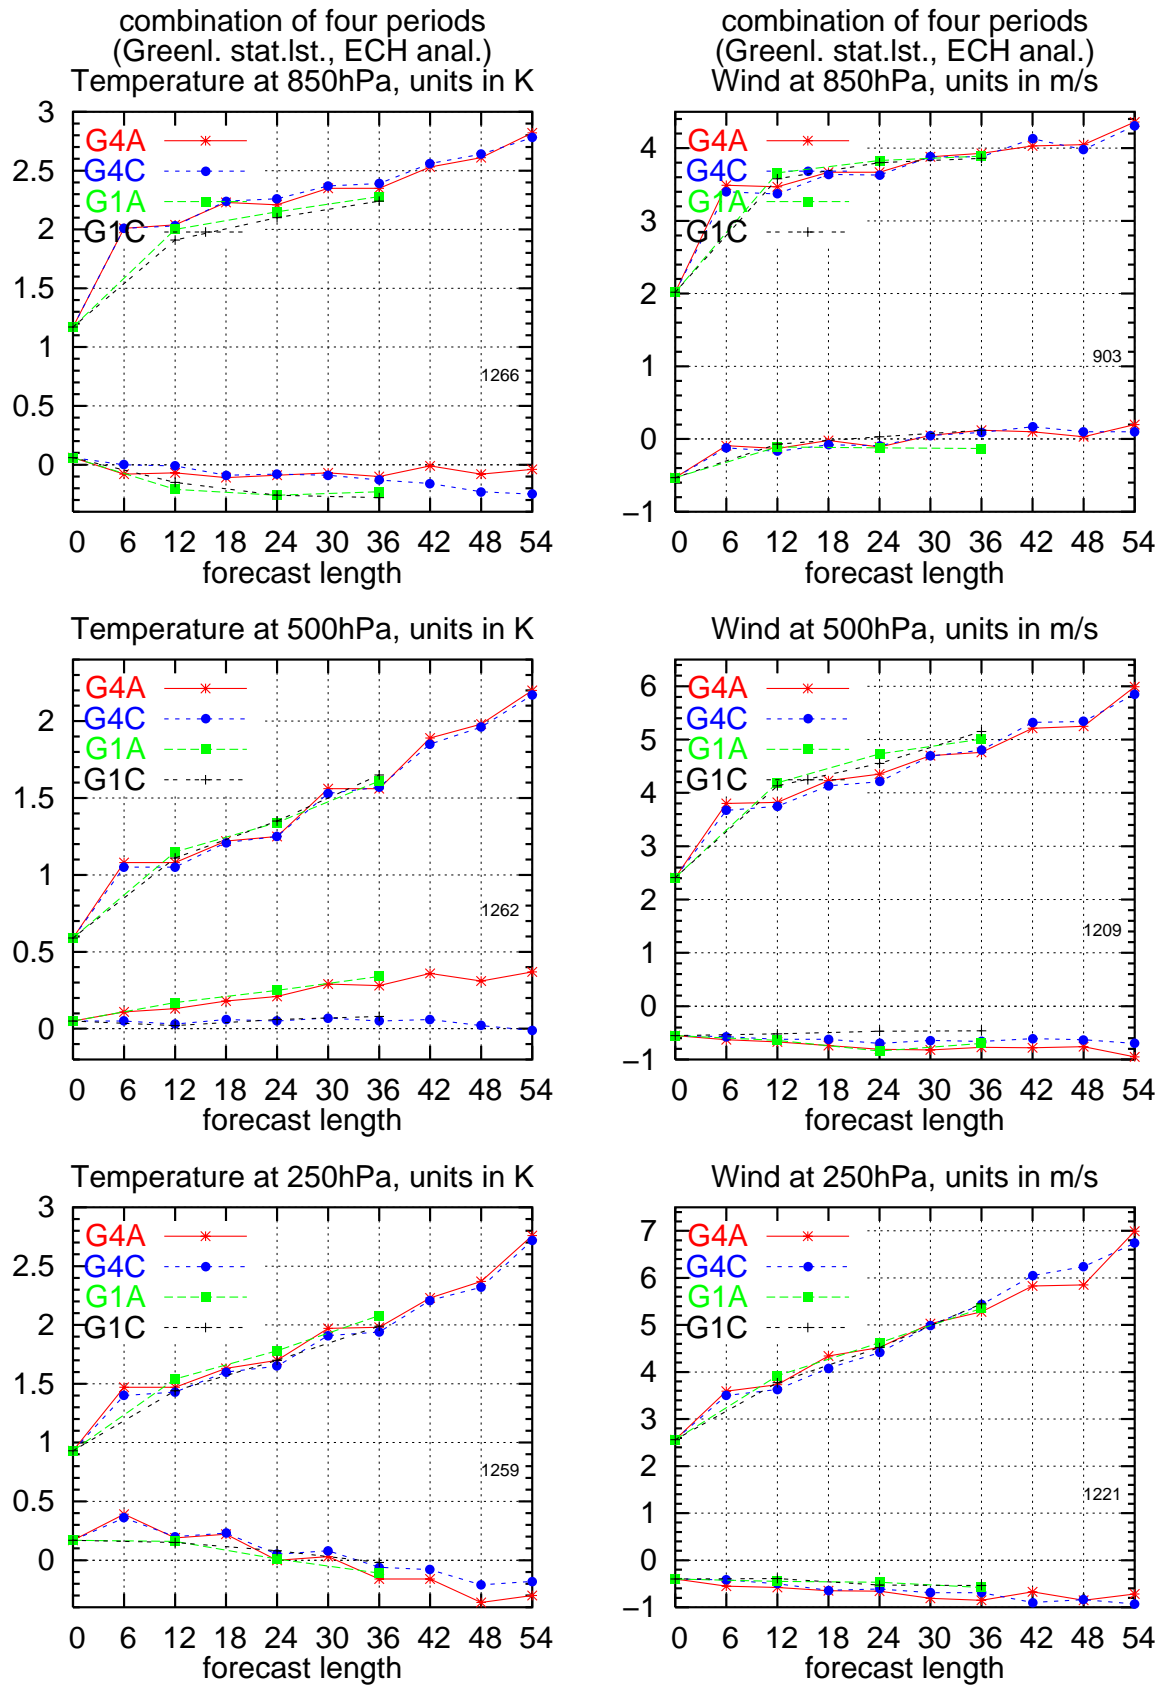 combination of four periods
(Greenl. stat.lst., ECH anal.)
Temperature at 850hPa, units in K
3
2.5
2
1.5
1
0.5
0
G4A
G4C
G1A
G1C
1266
0 6 12 18 24 30 36 42 48 54
forecast length
combination of four periods
(Greenl. stat.lst., ECH anal.)
Wind at 850hPa, units in m/s
4
3
2
1
0
−1
G4A
G4C
G1A
G1C
903
0 6 12 18 24 30 36 42 48 54
forecast length
Temperature at 500hPa, units in K
2
1.5
1
0.5
0
G4A
G4C
G1A
G1C
1262
0 6 12 18 24 30 36 42 48 54
forecast length
Wind at 500hPa, units in m/s
6
5
4
3
2
1
0
−1
G4A
G4C
G1A
G1C
1209
0 6 12 18 24 30 36 42 48 54
forecast length
Temperature at 250hPa, units in K
3
2.5
2
1.5
1
0.5
0
G4A
G4C
G1A
G1C
1259
0 6 12 18 24 30 36 42 48 54
forecast length
Wind at 250hPa, units in m/s
7
6
5
4
3
2
1
0
−1
G4A
G4C
G1A
G1C
1221
0 6 12 18 24 30 36 42 48 54
forecast length